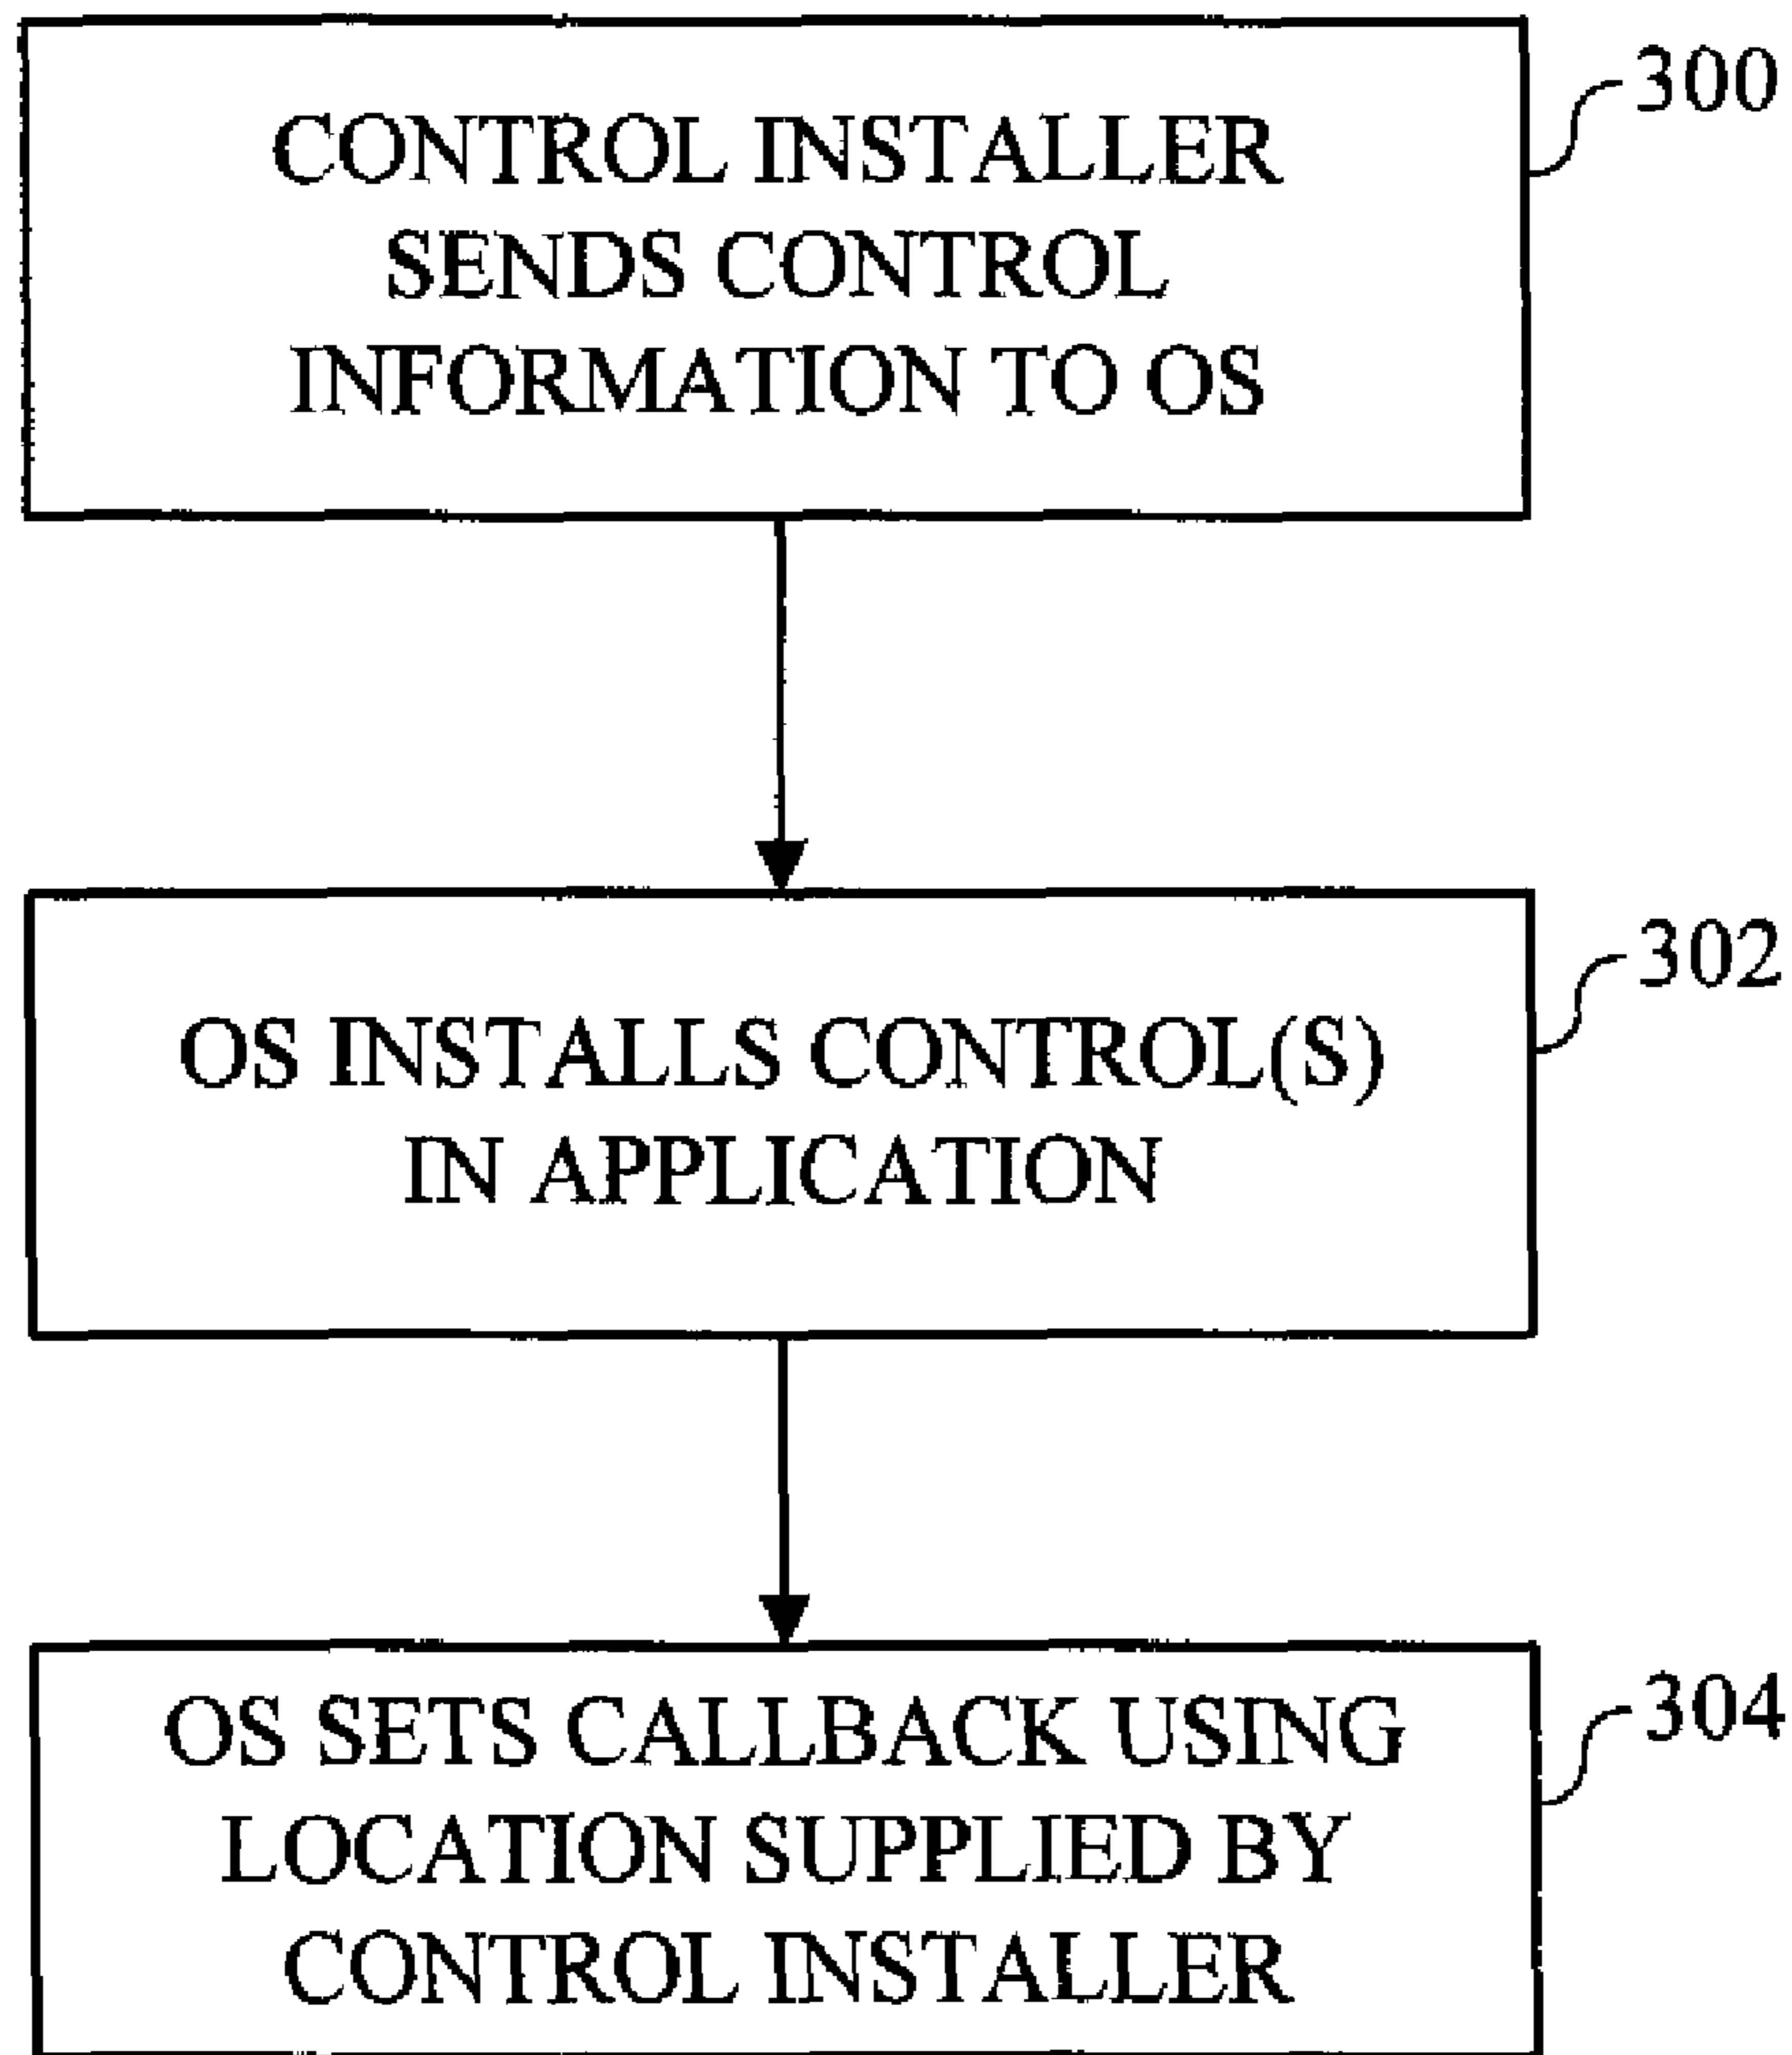 CONTROL INSTALLER
SENDS CONTROL
INFORMATION TO OS
300
OS INSTALLS CONTROL(S)
IN APPLICATION
302
OS SETS CALLBACK USING
LOCATION SUPPLIED BY
CONTROL INSTALLER
304